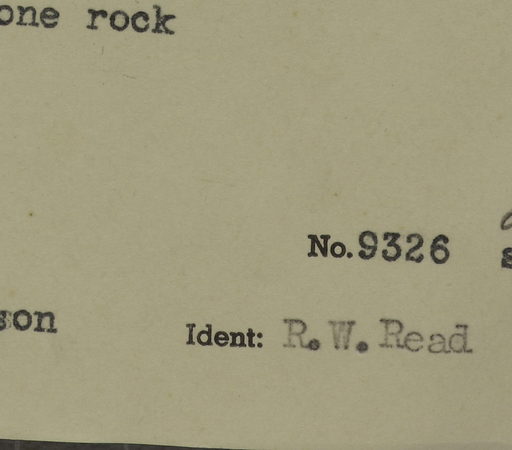 one rock
No. 9326
son
Ident: R. W. Read